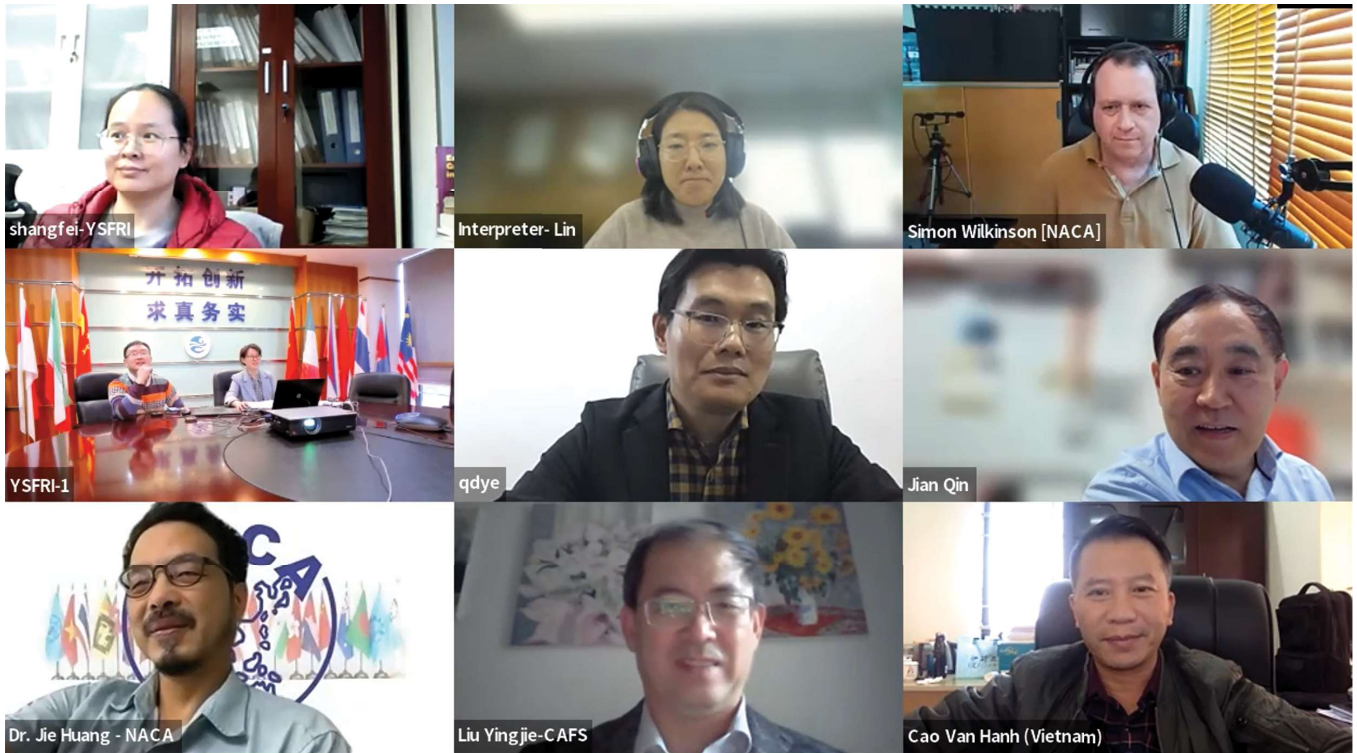 shangfei-YSFRI
Interpreter- Lin
Simon Wilkinson [NACA]
开拓创新
求真务实
YSFRI-1
qdye
Jian Qin
CA
Dr. Jie Huang - NACA
Liu Yingjie-CAFS
Cao Van Hanh (Vietnam)